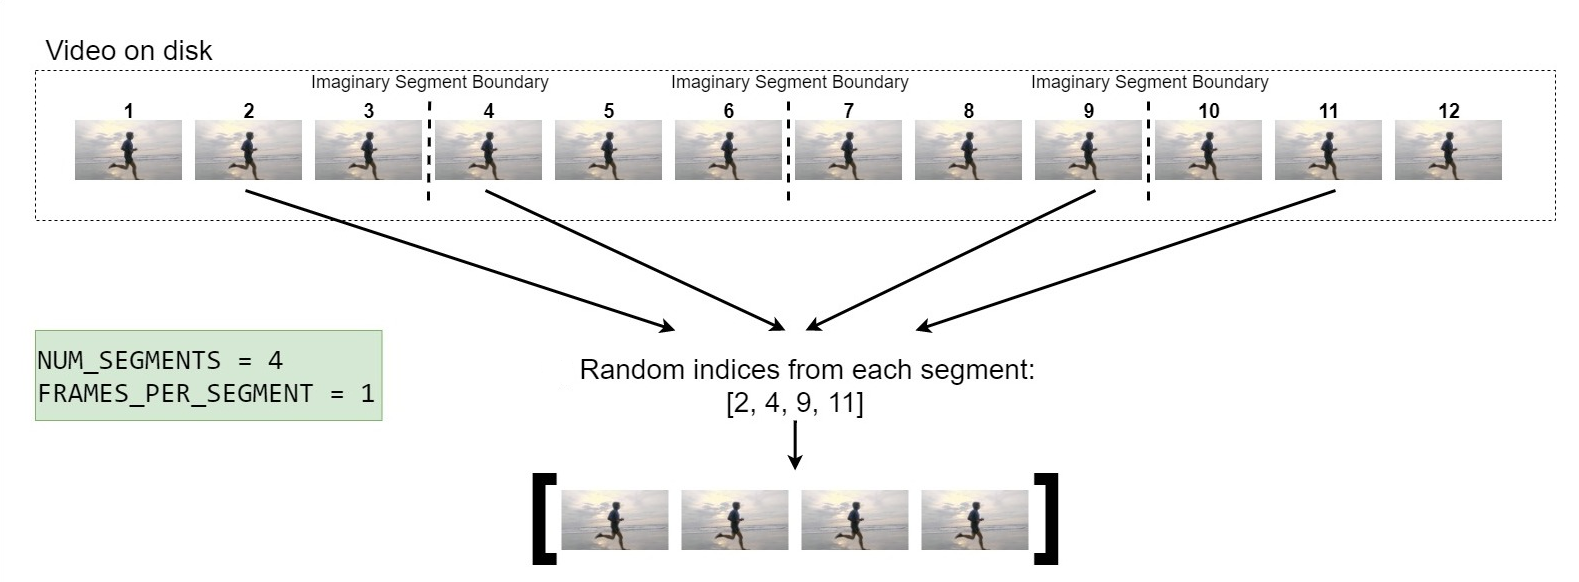 Video on disk
Imaginary Segment Boundary Imaginary Segment Boundary Imaginary Segment Boundary
1 2 3 4 5 6 7 8 9 10 11 12
NUM_SEGMENTS = 4
FRAMES_PER_SEGMENT = 1
Random indices from each segment:
[2, 4, 9, 11]